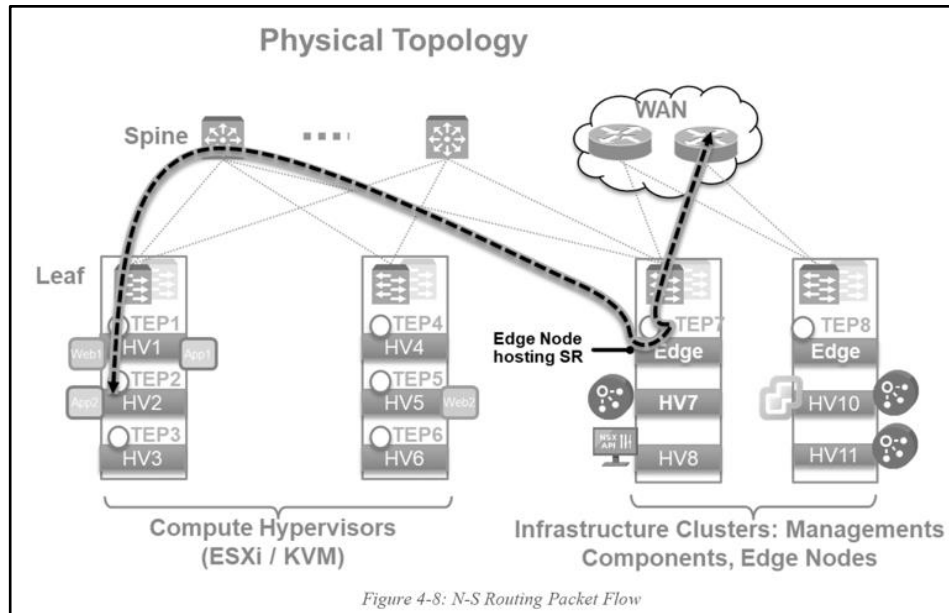 Physical Topology
WAN
Spine
Leaf
TEP1
HV1
Web1
App1
TEP2
HV2
App2
TEP3
HV3
TEP4
HV4
TEP5
HV5
Web2
TEP6
HV6
Edge Node
hosting SR
TEP7
Edge
HV7
NSX
API
HV8
TEP8
Edge
HV10
HV11
Compute Hypervisors
(ESXi / KVM)
Infrastructure Clusters: Managements
Components, Edge Nodes
Figure 4-8: N-S Routing Packet Flow